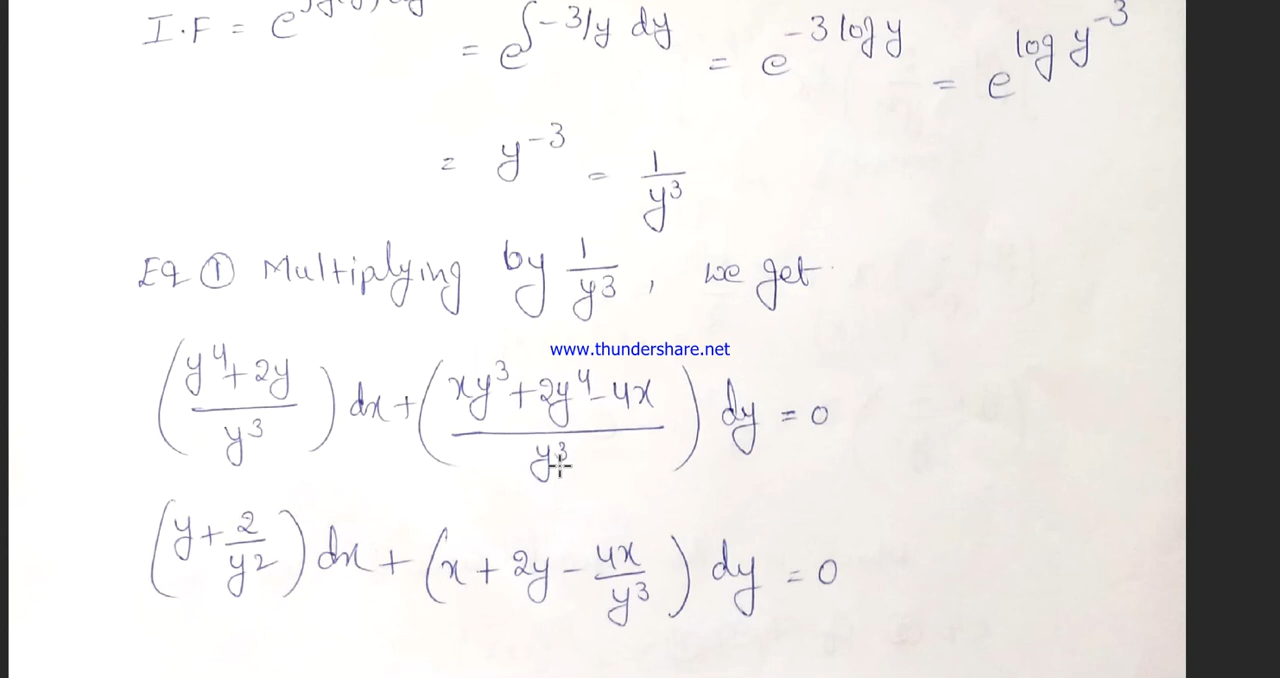 I.F = e = e^∫-3/y dy = e^-3 log y = e^log y^-3
= y^-3 = 1/y^3
Eq ① Multiplying by 1/y^3, we get
www.thundershare.net
((y^4+2y)/y^3) dx + ((xy^3+2y^4-4x)/y^3) dy = 0
(y+2/y^2) dx + (x+2y-4x/y^3) dy = 0